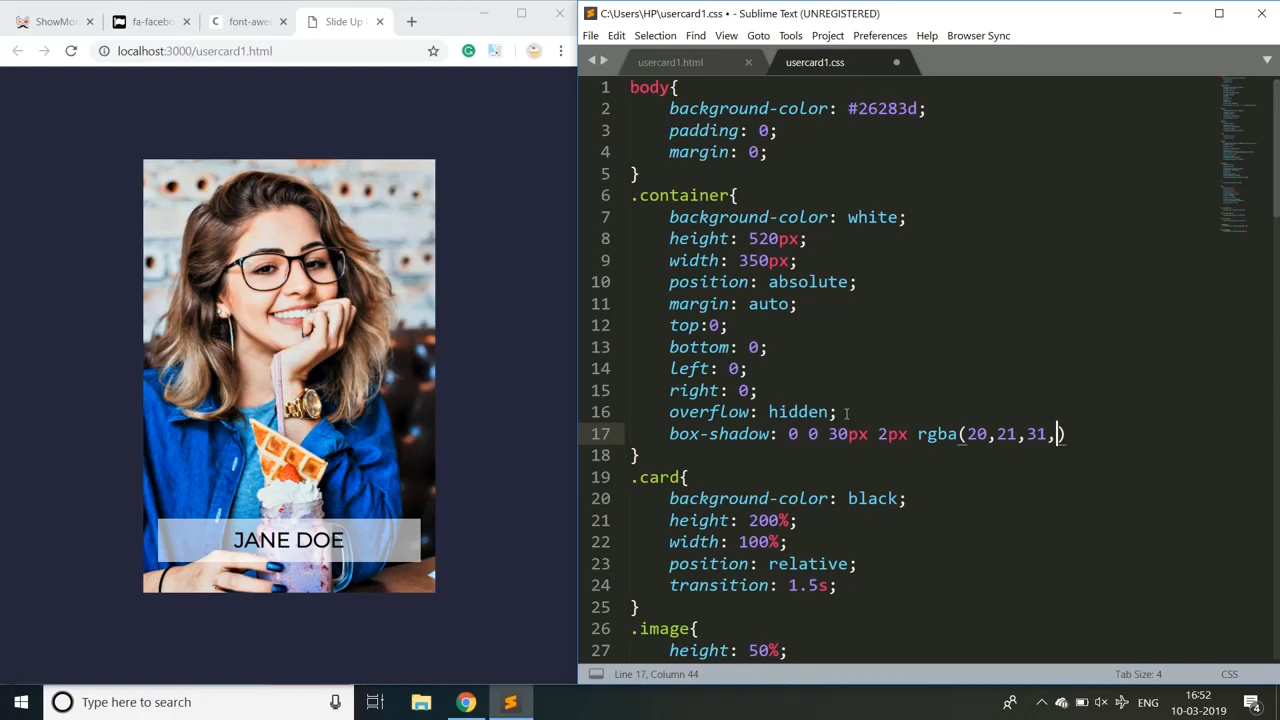 ShowMo
fa-facebo
font-awe
Slide Up
localhost:3000/usercard1.html
JANE DOE
C:\Users\HP\usercard1.css • - Sublime Text (UNREGISTERED)
File Edit Selection Find View Goto Tools Project Preferences Help Browser Sync
usercard1.html
usercard1.css
1 body{
2 background-color: #26283d;
3 padding: 0;
4 margin: 0;
5 }
6 .container{
7 background-color: white;
8 height: 520px;
9 width: 350px;
10 position: absolute;
11 margin: auto;
12 top:0;
13 bottom: 0;
14 left: 0;
15 right: 0;
16 overflow: hidden;
17 box-shadow: 0 0 30px 2px rgba(20,21,31,)
18 }
19 .card{
20 background-color: black;
21 height: 200%;
22 width: 100%;
23 position: relative;
24 transition: 1.5s;
25 }
26 .image{
27 height: 50%;
Line 17, Column 44
Tab Size: 4
CSS
Type here to search
ENG
16:52
10-03-2019
4